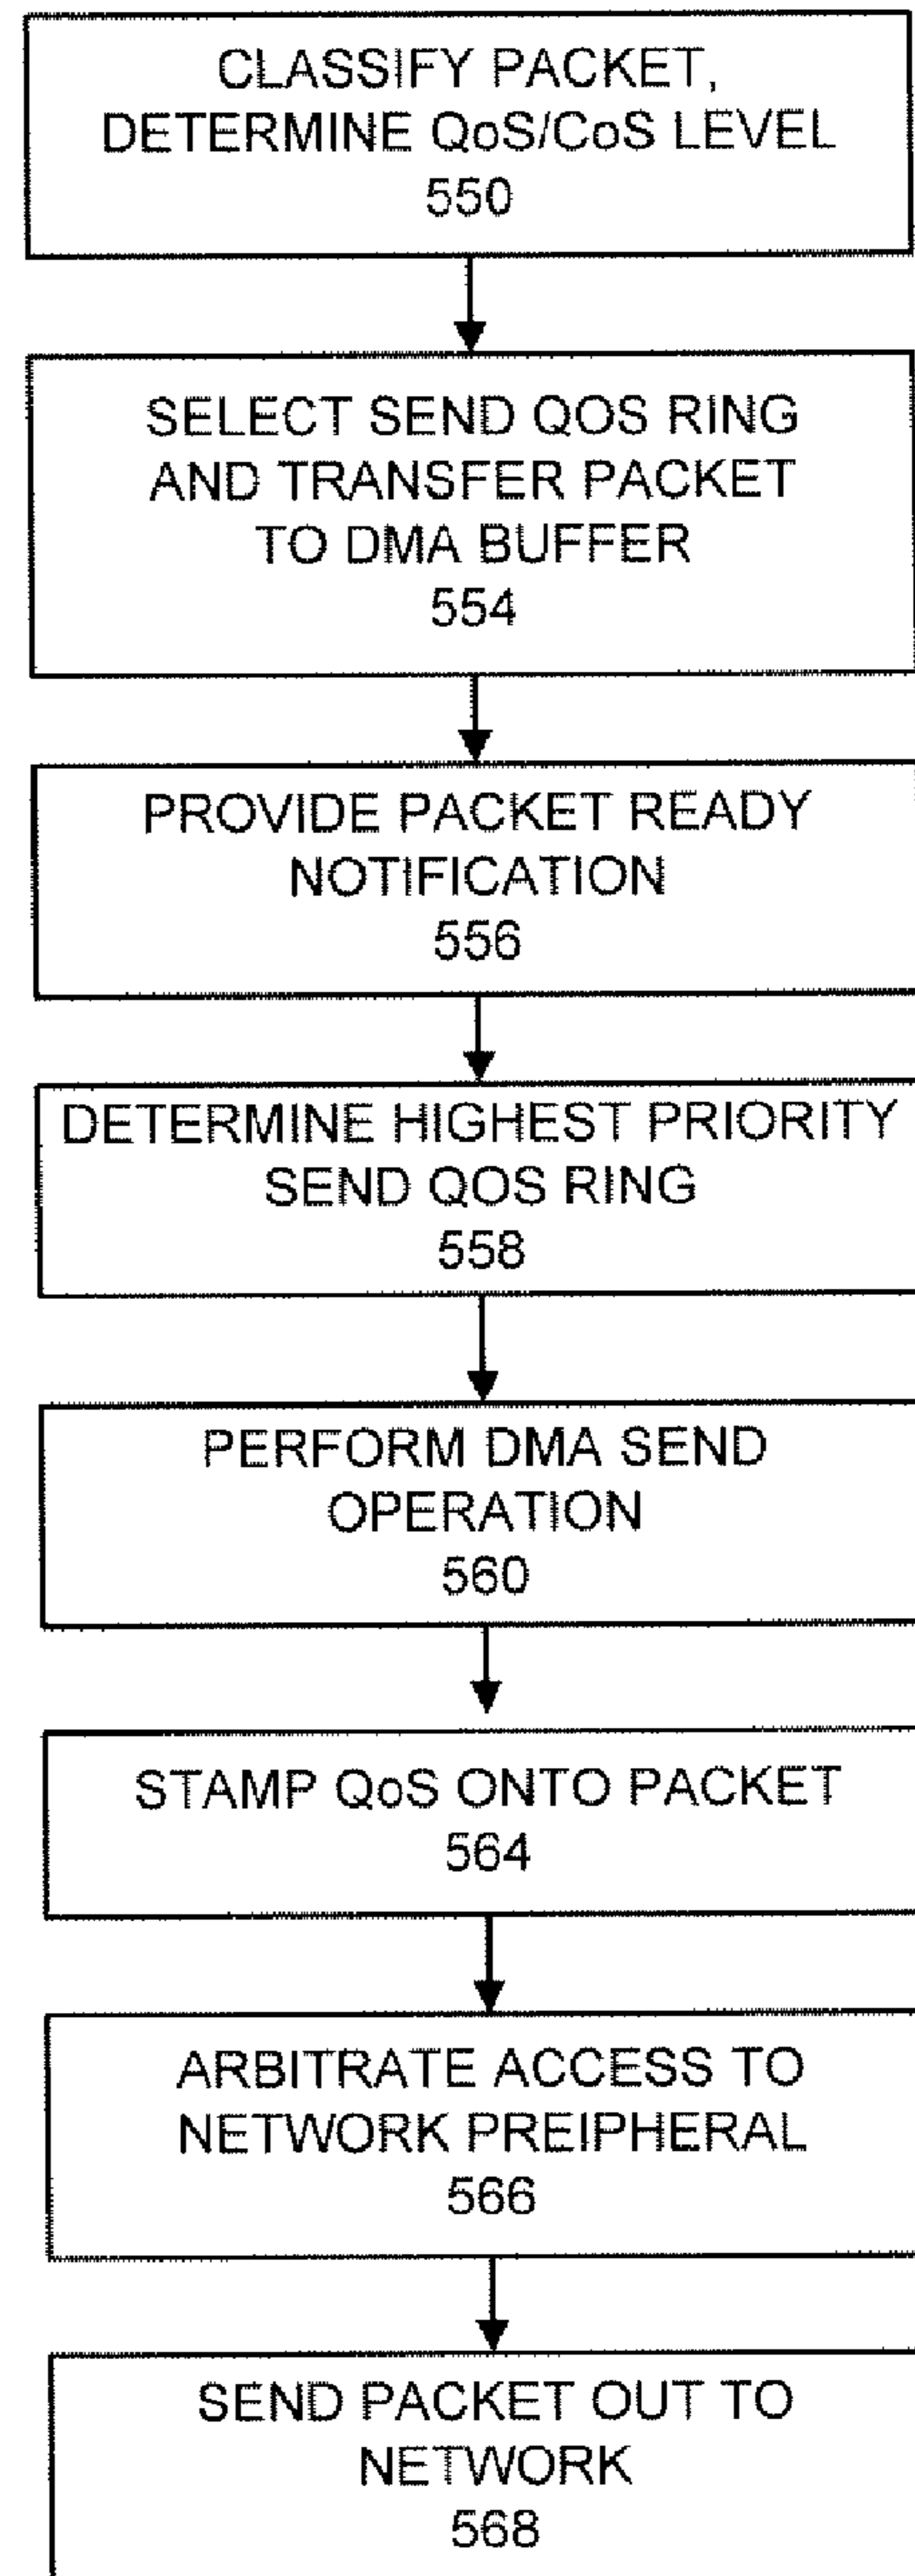 CLASSIFY PACKET,
DETERMINE QoS/CoS LEVEL
550
SELECT SEND QOS RING
AND TRANSFER PACKET
TO DMA BUFFER
554
PROVIDE PACKET READY
NOTIFICATION
556
DETERMINE HIGHEST PRIORITY
SEND QOS RING
558
PERFORM DMA SEND
OPERATION
560
STAMP QoS ONTO PACKET
564
ARBITRATE ACCESS TO
NETWORK PREIPHERAL
566
SEND PACKET OUT TO
NETWORK
568